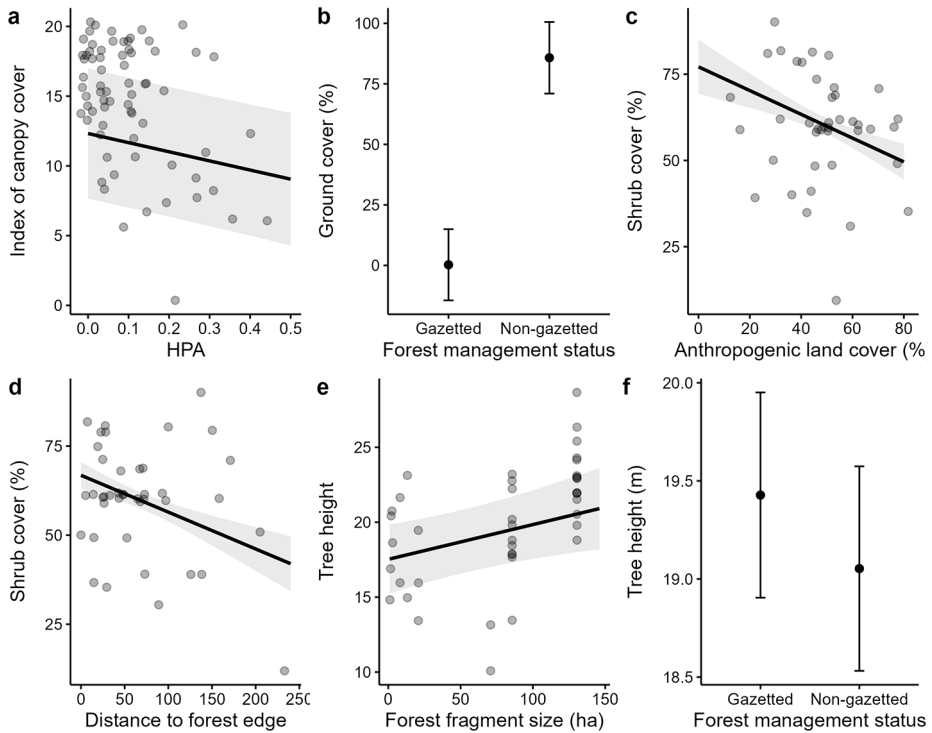 a
Index of canopy cover
20
15
10
5
0
0.0 0.1 0.2 0.3 0.4 0.5
HPA
b
Ground cover (%)
100
75
50
25
0
Gazetted Non-gazetted
Forest management status
c
Shrub cover (%)
75
50
25
0 20 40 60 80
Anthropogenic land cover (%
d
Shrub cover (%)
75
50
25
0 50 100 150 200 250
Distance to forest edge
e
Tree height
25
20
15
10
0 50 100 150
Forest fragment size (ha)
f
Tree height (m)
20.0
19.5
19.0
18.5
Gazetted Non-gazetted
Forest management status